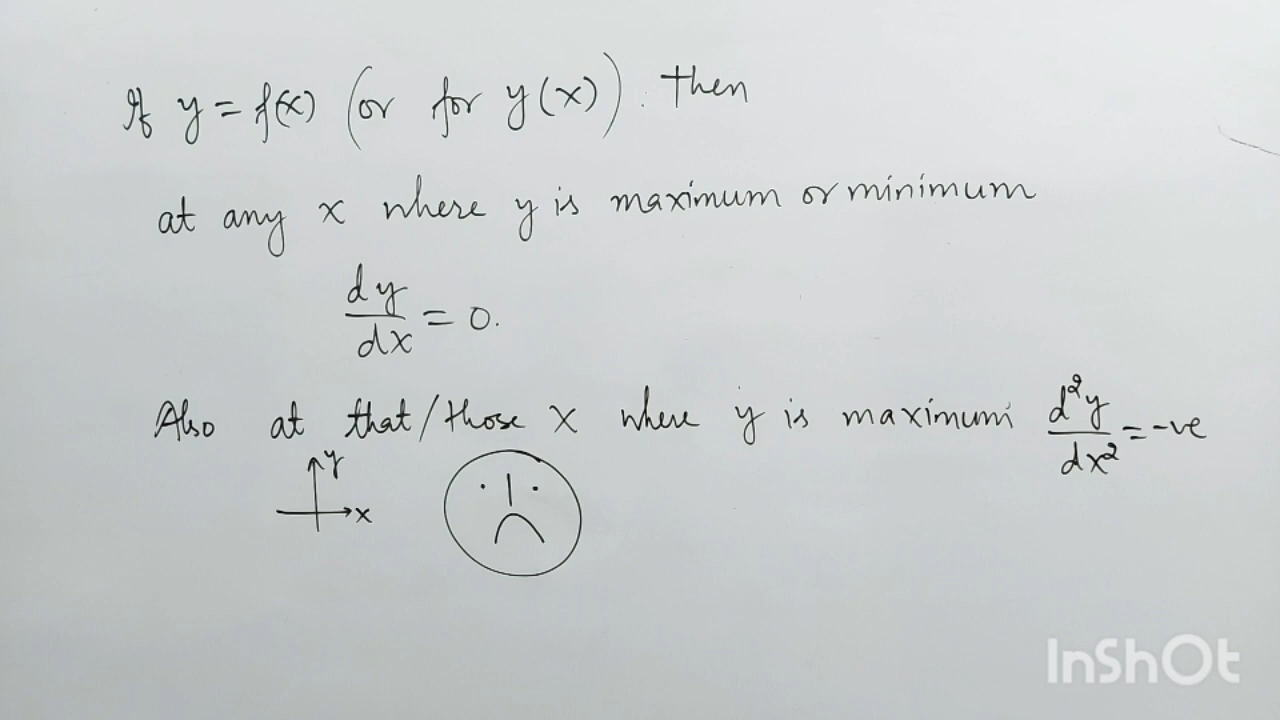 If y = f(x) (or for y(x)). then
at any x where y is maximum or minimum
dy/dx = 0.
Also at that/those x where y is maximum d²y/dx² = -ve
y
x
InShOt